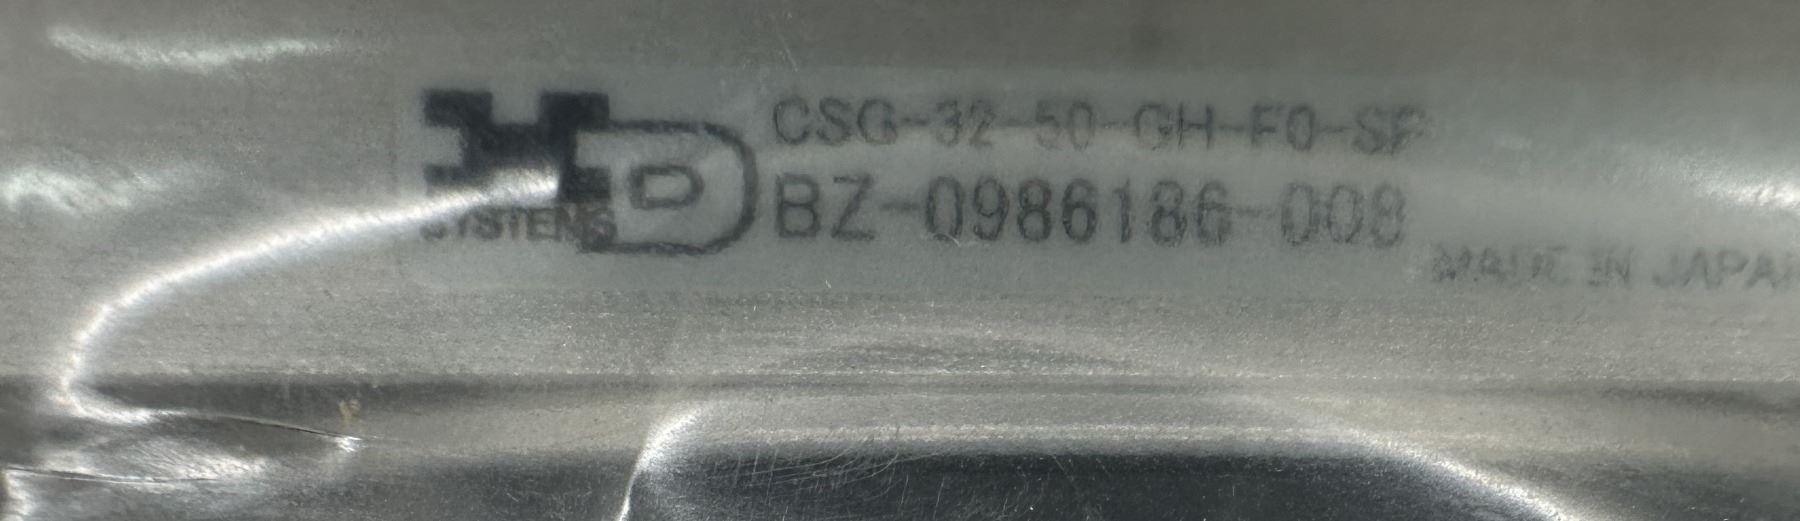 HD
SYSTEMS
CSG-32-50-GH-F0-SP
BZ-0986186-008
MADE IN JAPAN